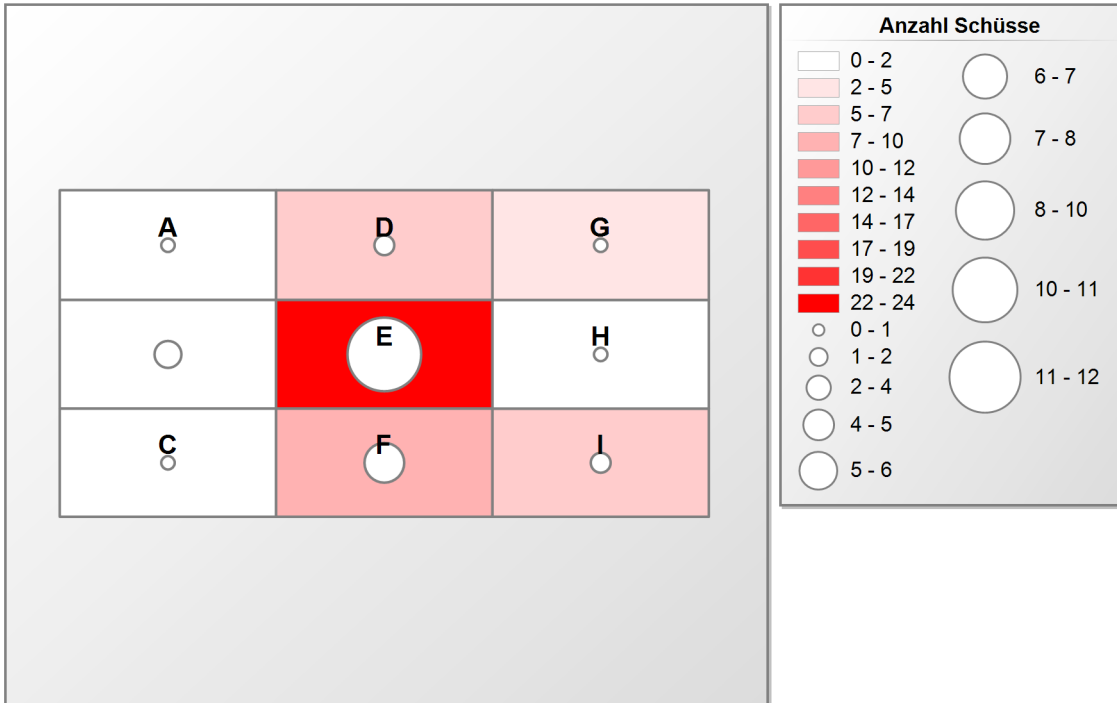 A
D
G
E
H
C
F
I
Anzahl Schüsse
0 - 2
2 - 5
5 - 7
7 - 10
10 - 12
12 - 14
14 - 17
17 - 19
19 - 22
22 - 24
0 - 1
1 - 2
2 - 4
4 - 5
5 - 6
6 - 7
7 - 8
8 - 10
10 - 11
11 - 12